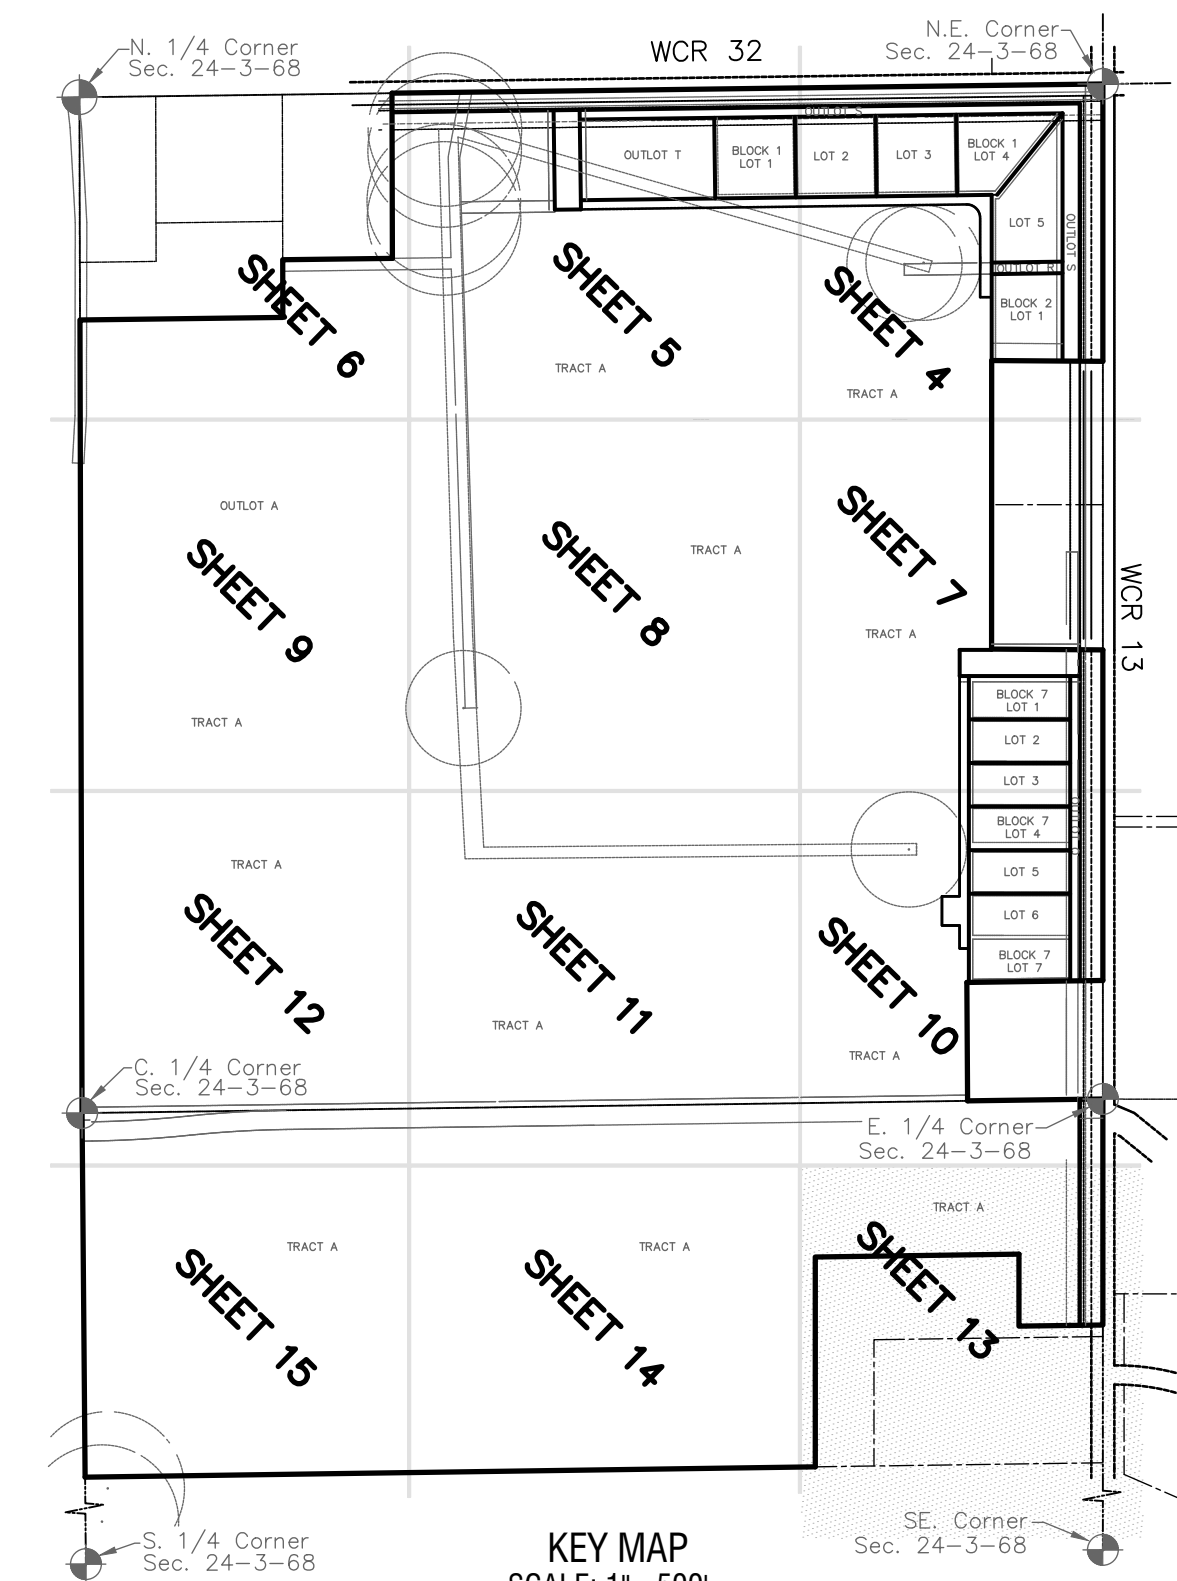 N. 1/4 Corner
Sec. 24-3-68
WCR 32
N.E. Corner
Sec. 24-3-68
OUTLOT S
OUTLOT T
BLOCK 1
LOT 1
LOT 2
LOT 3
BLOCK 1
LOT 4
LOT 5
OUTLOT S
OUTLOT R
BLOCK 2
LOT 1
SHEET 6
SHEET 5
SHEET 4
TRACT A
TRACT A
OUTLOT A
SHEET 9
SHEET 8
TRACT A
SHEET 7
TRACT A
WCR 13
TRACT A
BLOCK 7
LOT 1
LOT 2
LOT 3
BLOCK 7
LOT 4
LOT 5
LOT 6
BLOCK 7
LOT 7
TRACT A
SHEET 12
SHEET 11
SHEET 10
TRACT A
TRACT A
C. 1/4 Corner
Sec. 24-3-68
E. 1/4 Corner
Sec. 24-3-68
TRACT A
TRACT A
TRACT A
SHEET 15
SHEET 14
SHEET 13
S. 1/4 Corner
Sec. 24-3-68
SE. Corner
Sec. 24-3-68
KEY MAP